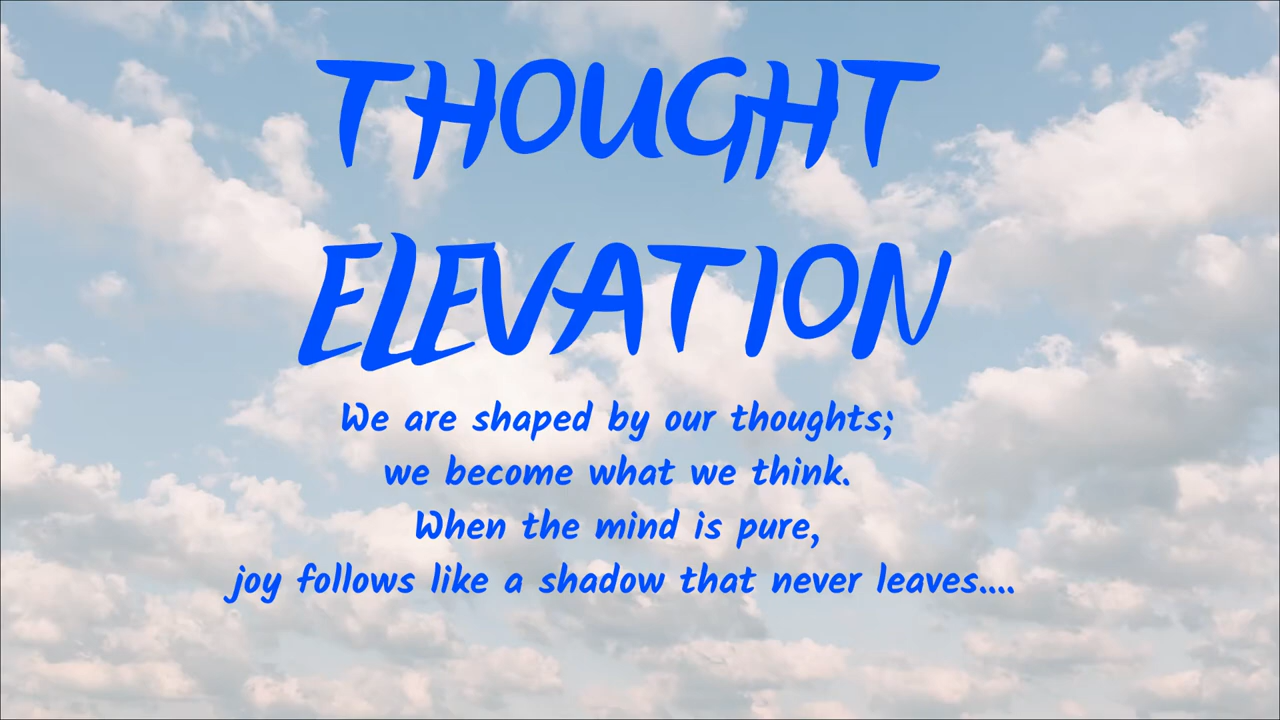 THOUGHT
ELEVATION
We are shaped by our thoughts;
we become what we think.
When the mind is pure,
joy follows like a shadow that never leaves....